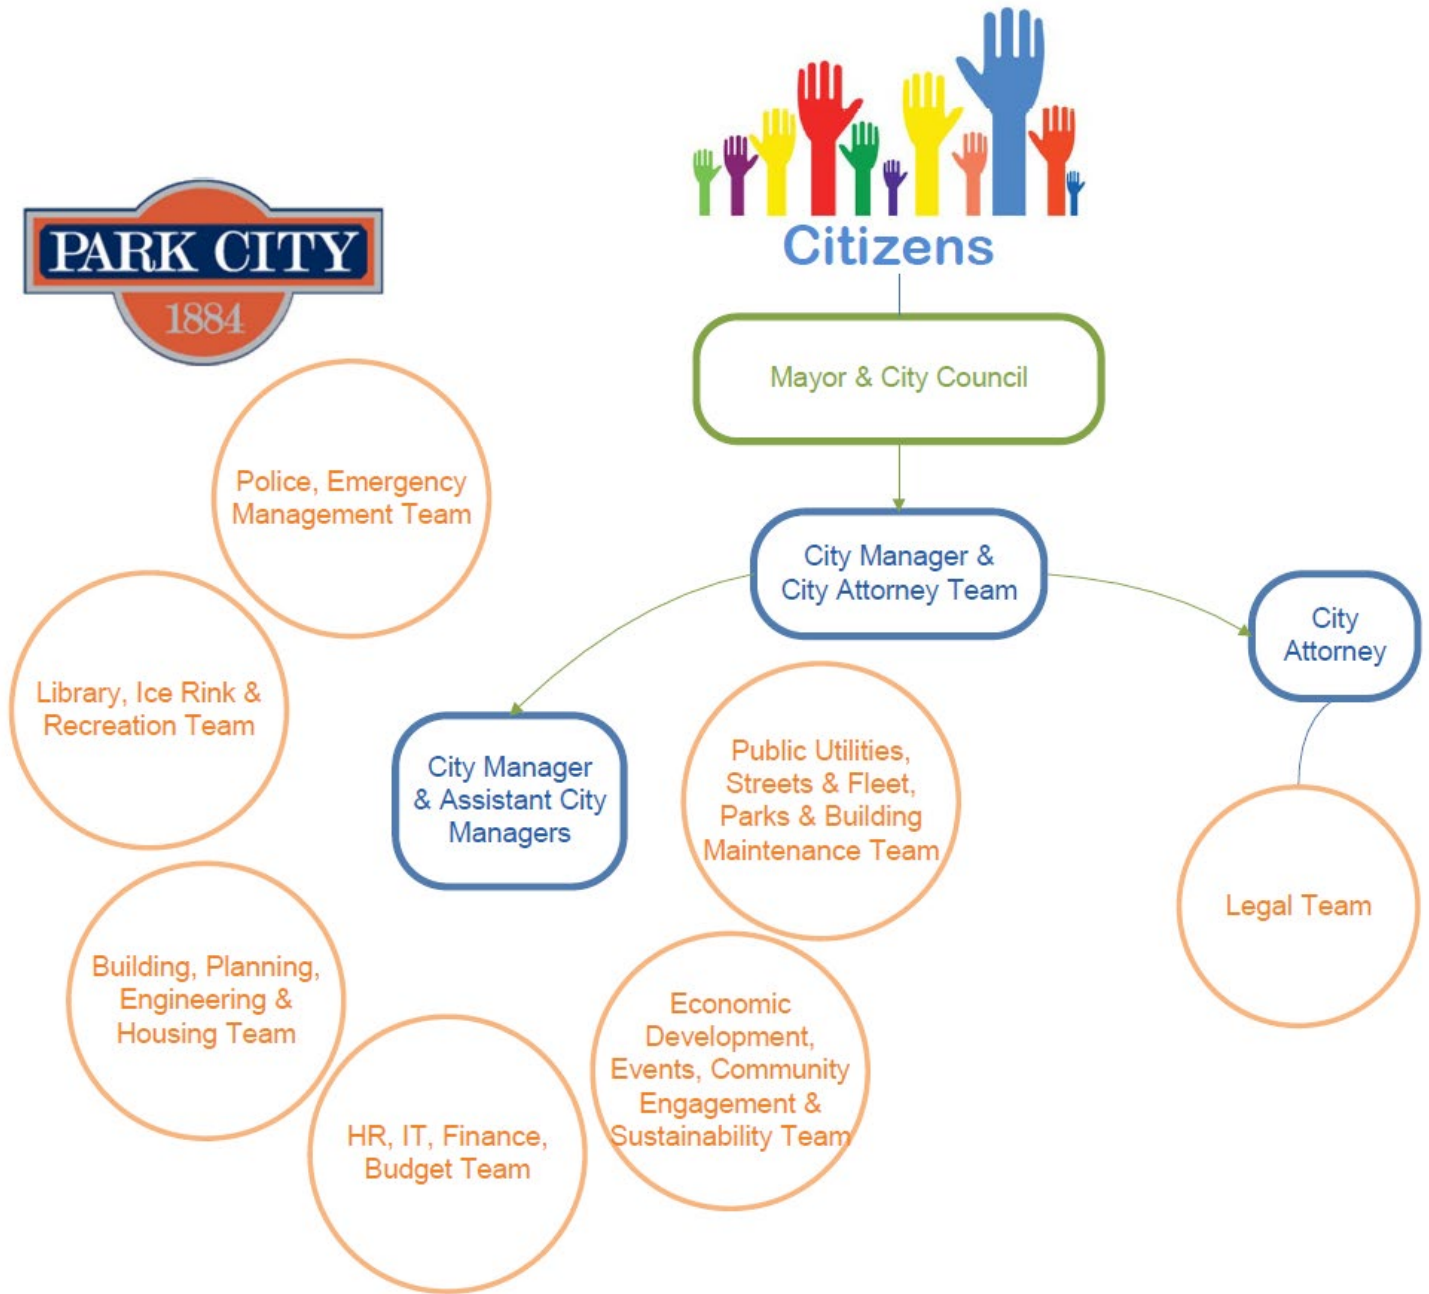 PARK CITY
1884
Citizens
Mayor & City Council
City Manager &
City Attorney Team
City
Attorney
City Manager
& Assistant City
Managers
Legal Team
Police, Emergency
Management Team
Library, Ice Rink &
Recreation Team
Building, Planning,
Engineering &
Housing Team
HR, IT, Finance,
Budget Team
Economic
Development,
Events, Community
Engagement &
Sustainability Team
Public Utilities,
Streets & Fleet,
Parks & Building
Maintenance Team